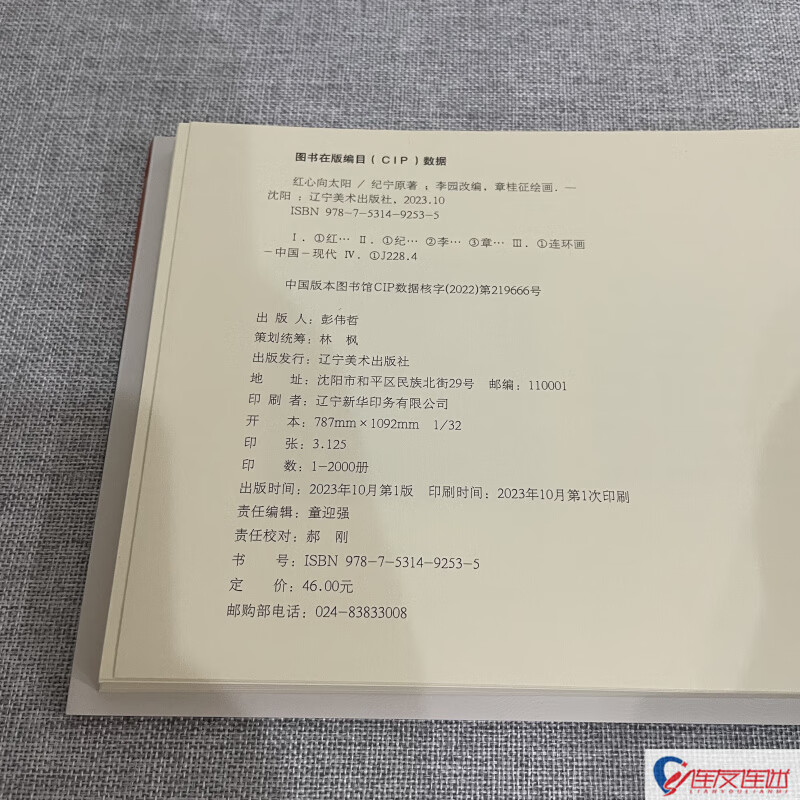 图书在版编目（CIP）数据
红心向太阳 / 纪宁原著 ; 李园改编, 章桂征绘画. —
沈阳 : 辽宁美术出版社, 2023.10
ISBN 978-7-5314-9253-5
Ⅰ. ①红… Ⅱ. ①纪… ②李… ③章… Ⅲ. ①连环画
－中国－现代 Ⅳ. ①J228.4
中国版本图书馆CIP数据核字(2022)第219666号
出 版 人：彭伟哲
策划统筹：林 枫
出版发行：辽宁美术出版社
地 址：沈阳市和平区民族北街29号 邮编：110001
印 刷 者：辽宁新华印务有限公司
开 本：787mm×1092mm 1/32
印 张：3.125
印 数：1-2000册
出版时间：2023年10月第1版 印刷时间：2023年10月第1次印刷
责任编辑：童迎强
责任校对：郝 刚
书 号：ISBN 978-7-5314-9253-5
定 价：46.00元
邮购部电话：024-83833008
连友连心